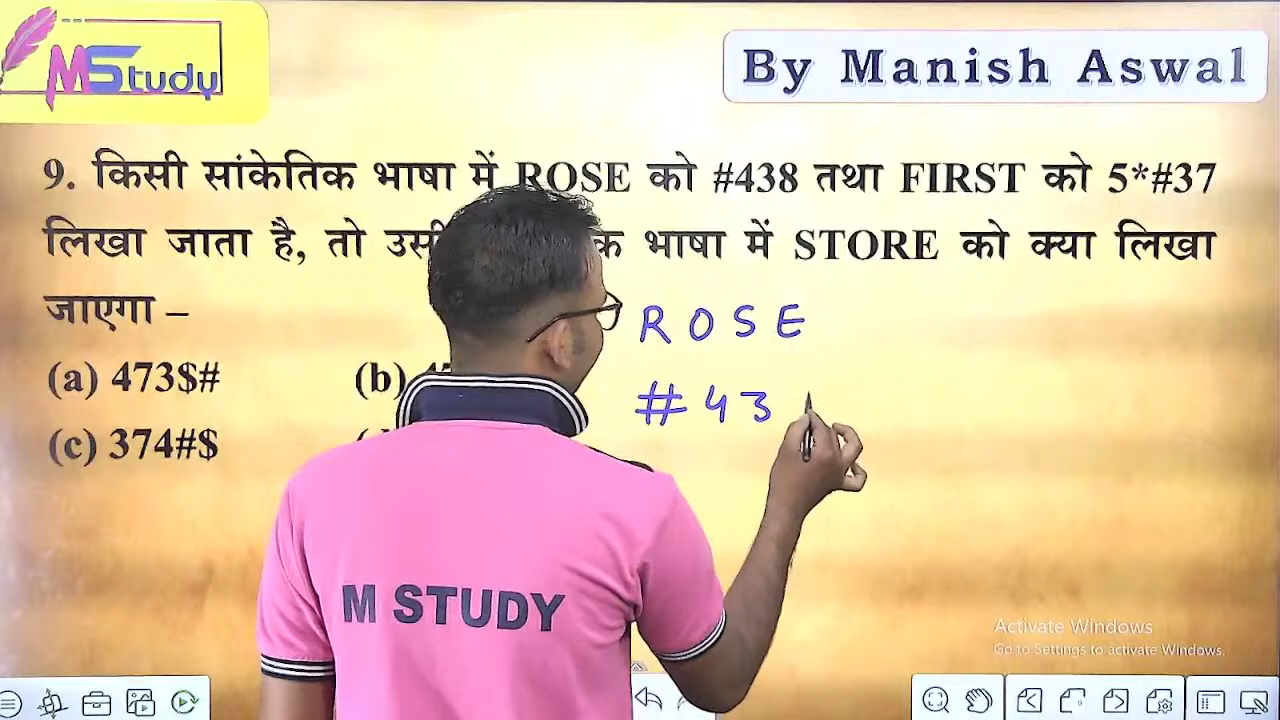 MStudy
By Manish Aswal
9. किसी सांकेतिक भाषा में ROSE को #438 तथा FIRST को 5*#37
लिखा जाता है, तो भाषा में STORE को क्या लिखा
जाएगा –
ROSE
(a) 473$# (b)
#43
(c) 374#$
M STUDY
Activate Windows
Go to Settings to activate Windows.